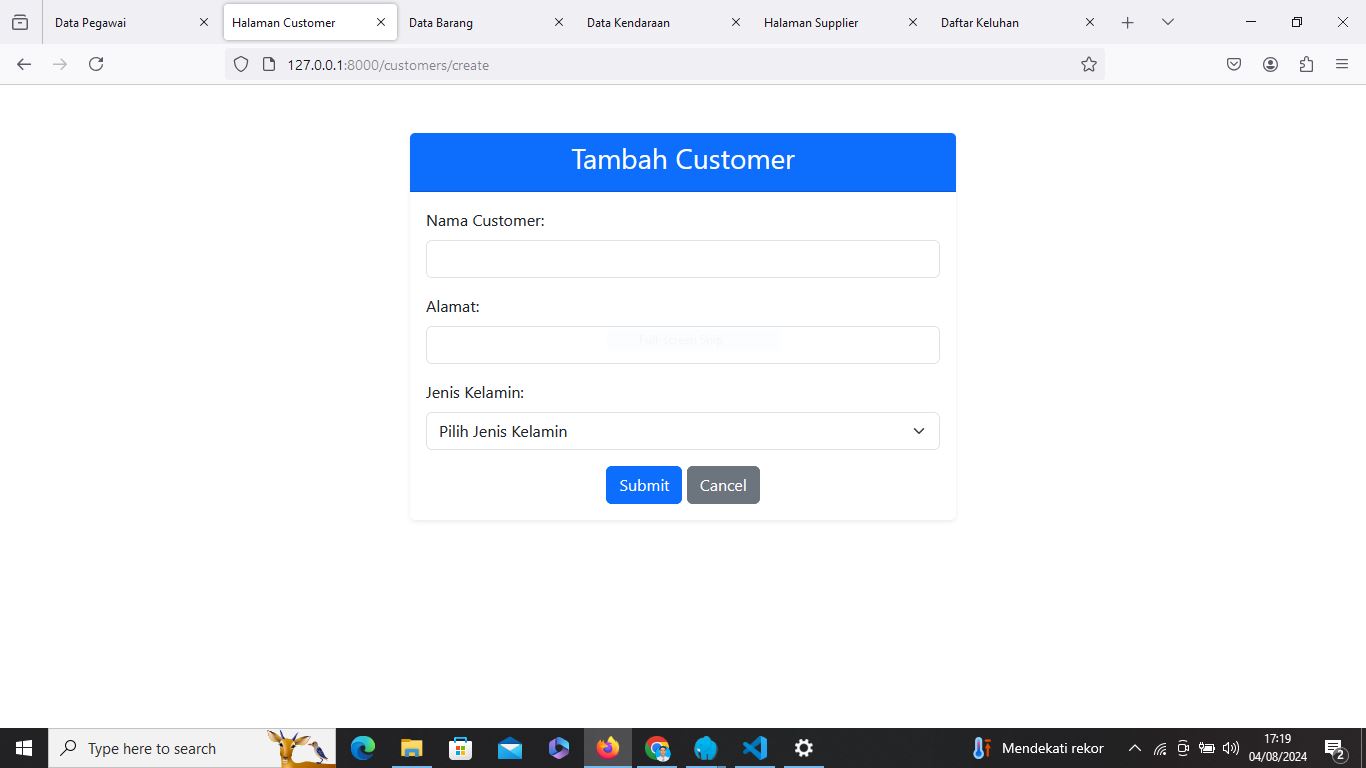 Data Pegawai
Halaman Customer
Data Barang
Data Kendaraan
Halaman Supplier
Daftar Keluhan
127.0.0.1:8000/customers/create
Tambah Customer
Nama Customer:
Alamat:
Full-screen Snip
Jenis Kelamin:
Pilih Jenis Kelamin
Submit
Cancel
Type here to search
Mendekati rekor
17:19
04/08/2024
2